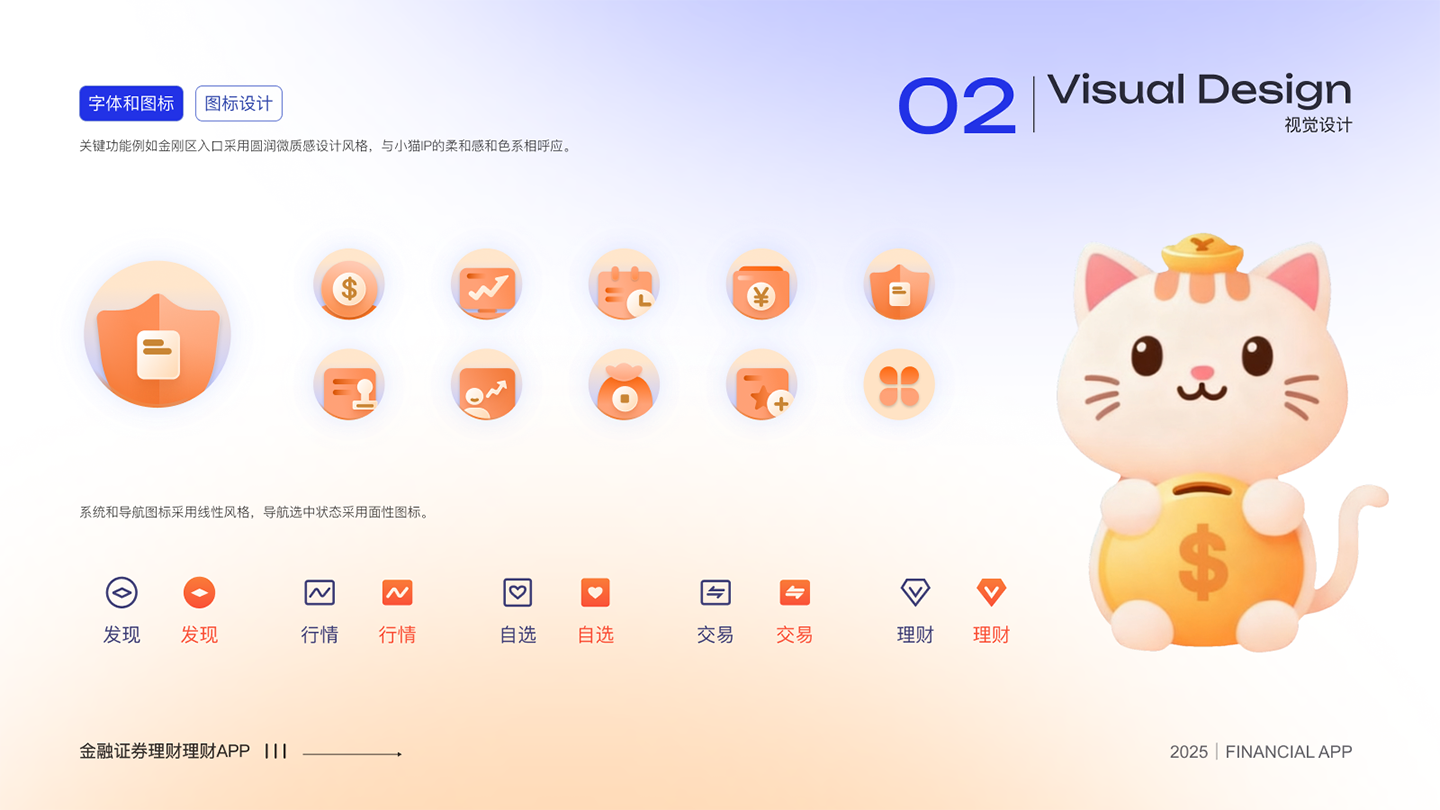 字体和图标
图标设计
02
Visual Design
视觉设计
关键功能例如金刚区入口采用圆润微质感设计风格，与小猫IP的柔和感和色系相呼应。
$
¥
$
系统和导航图标采用线性风格，导航选中状态采用面性图标。
发现 发现 行情 行情 自选 自选 交易 交易 理财 理财
金融证券理财理财APP
2025 | FINANCIAL APP